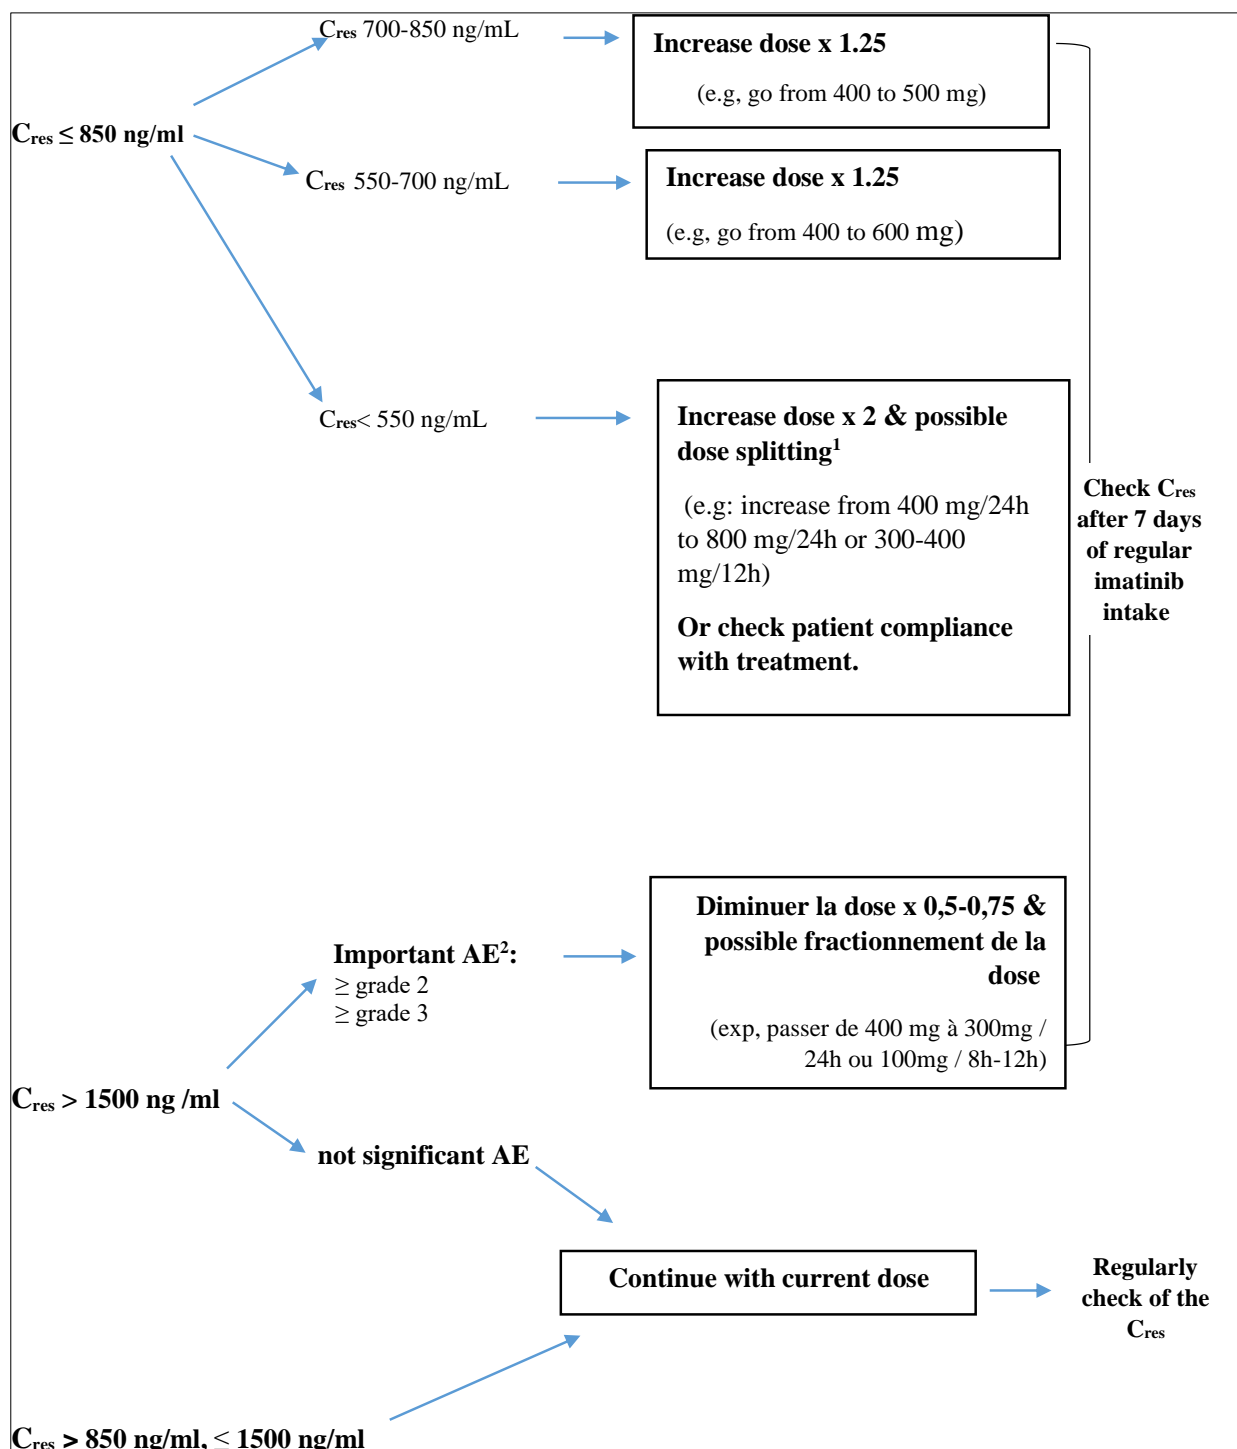 Cres 700-850 ng/mL
Increase dose x 1.25
(e.g, go from 400 to 500 mg)
Cres ≤ 850 ng/ml
Cres 550-700 ng/mL
Increase dose x 1.25
(e.g, go from 400 to 600 mg)
Cres< 550 ng/mL
Increase dose x 2 & possible
dose splitting1
(e.g: increase from 400 mg/24h
to 800 mg/24h or 300-400
mg/12h)
Or check patient compliance
with treatment.
Check Cres
after 7 days
of regular
imatinib
intake
Important AE2:
≥ grade 2
≥ grade 3
Diminuer la dose x 0,5-0,75 &
possible fractionnement de la
dose
(exp, passer de 400 mg à 300mg /
24h ou 100mg / 8h-12h)
Cres > 1500 ng /ml
not significant AE
Continue with current dose
Regularly
check of the
Cres
Cres > 850 ng/ml, ≤ 1500 ng/ml